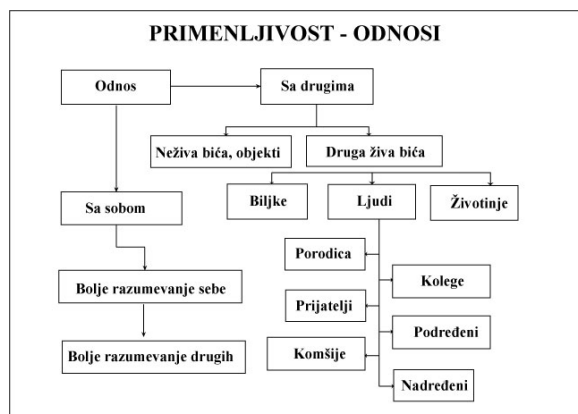 PRIMENLJIVOST - ODNOSI
Odnos
Sa drugima
Neživa bića, objekti
Druga živa bića
Sa sobom
Biljke
Ljudi
Životinje
Porodica
Bolje razumevanje sebe
Kolege
Prijatelji
Podređeni
Bolje razumevanje drugih
Komšije
Nadređeni